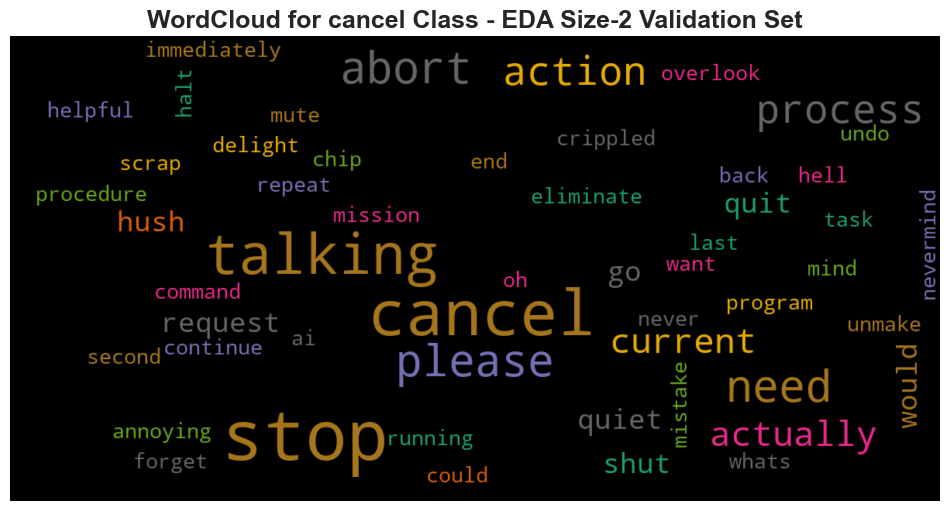 WordCloud for cancel Class - EDA Size-2 Validation Set
immediately
abort
action
overlook
halt
helpful
mute
process
undo
crippled
delight
scrap
chip
end
procedure
repeat
back
hell
eliminate
quit
nevermind
hush
mission
task
talking
last
want
mind
go
oh
command
cancel
program
request
never
unmake
ai
current
second
continue
please
would
need
mistake
stop
quiet
actually
annoying
running
forget
shut
whats
could